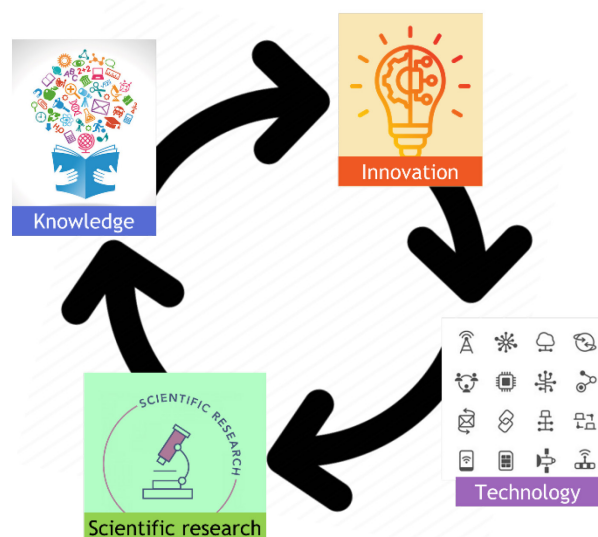 Knowledge
Innovation
Technology
SCIENTIFIC RESEARCH
Scientific research